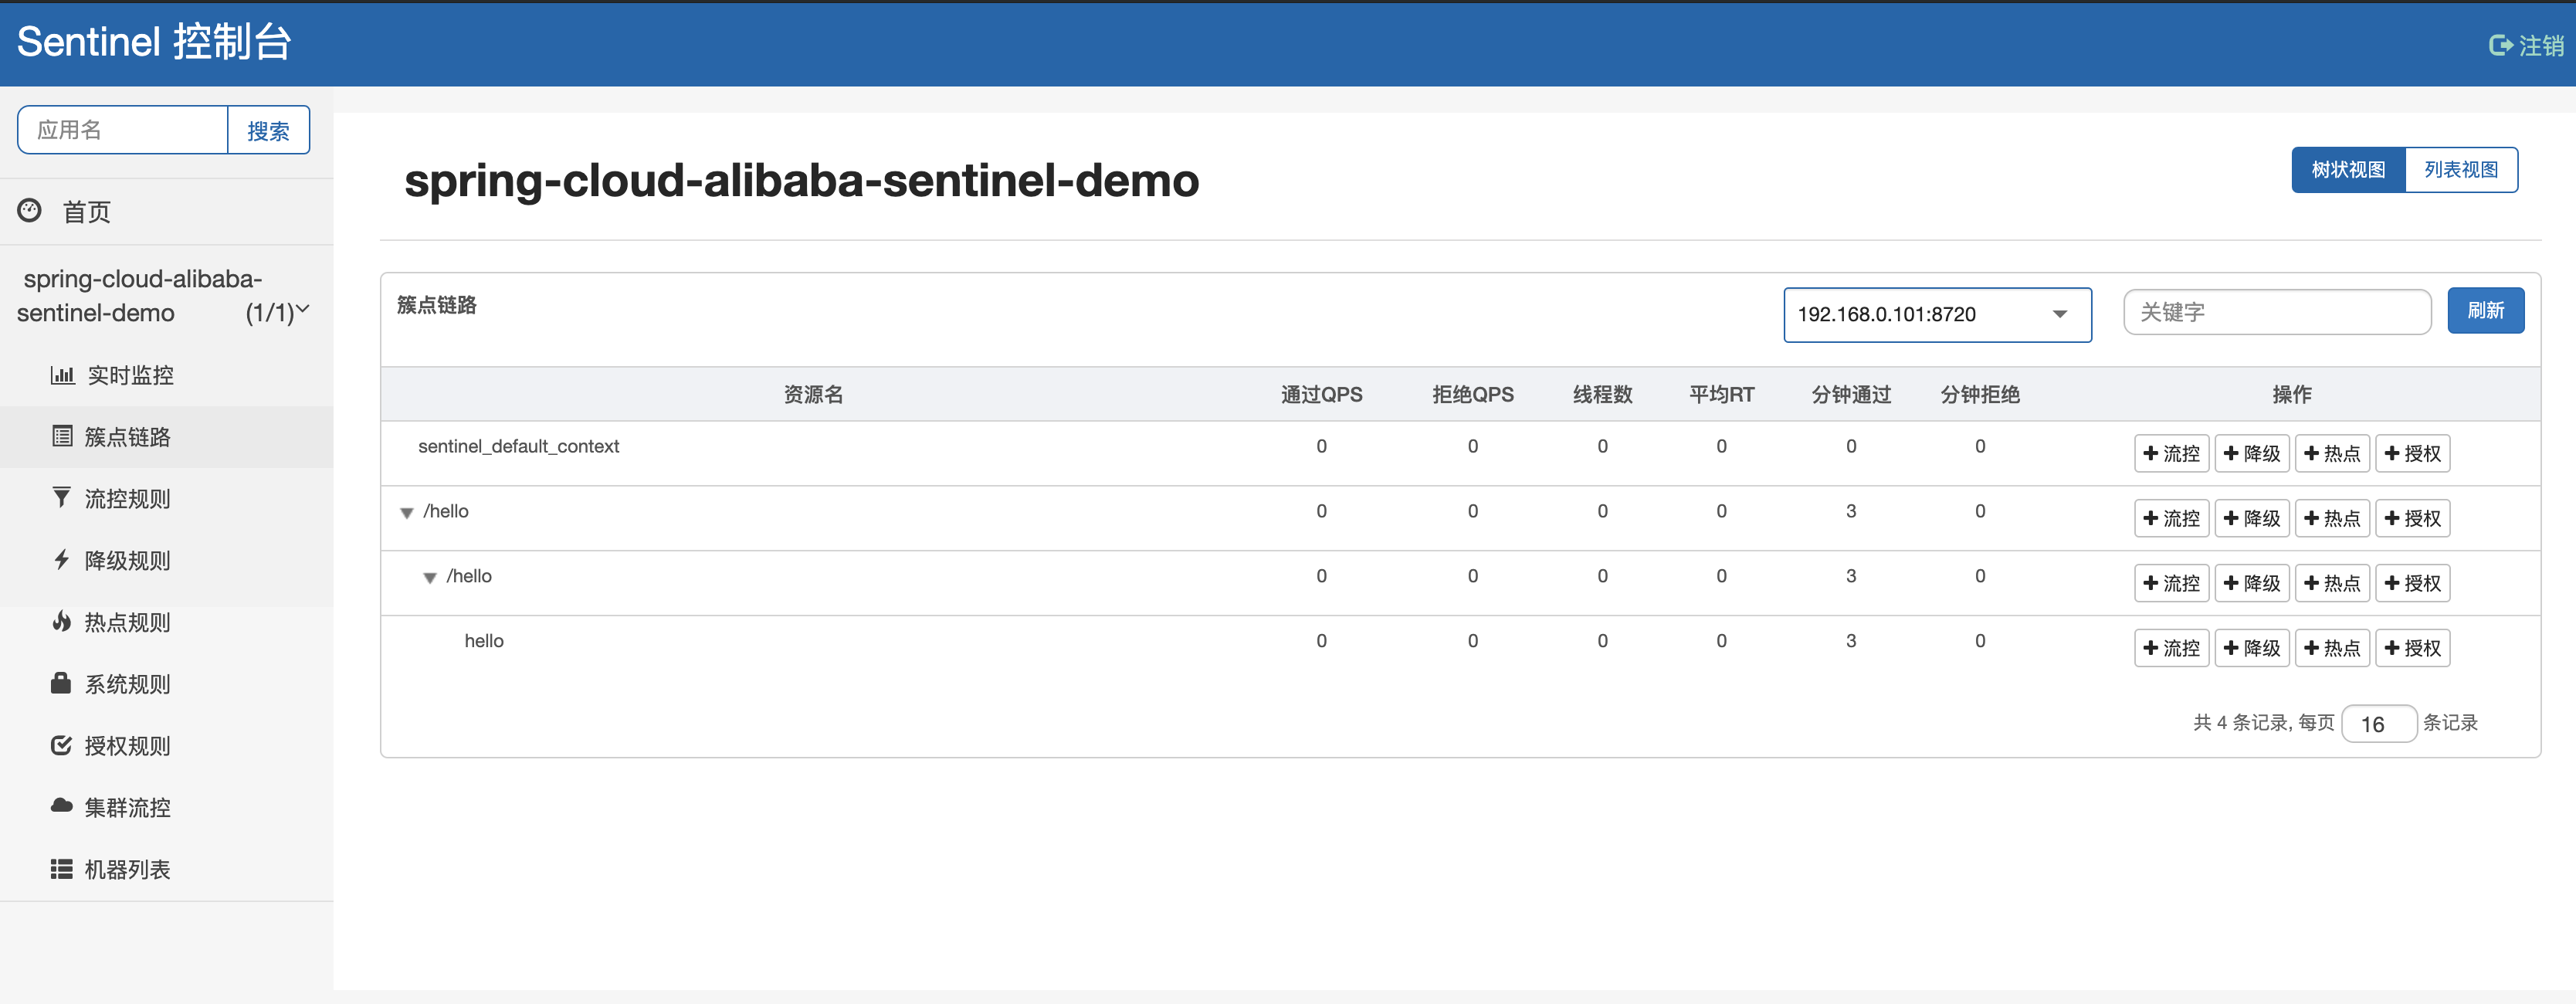 Sentinel 控制台
注销
应用名
搜索
首页
spring-cloud-alibaba-
sentinel-demo (1/1)
实时监控
簇点链路
流控规则
降级规则
热点规则
系统规则
授权规则
集群流控
机器列表
spring-cloud-alibaba-sentinel-demo
树状视图 列表视图
簇点链路 192.168.0.101:8720 关键字 刷新
资源名 通过QPS 拒绝QPS 线程数 平均RT 分钟通过 分钟拒绝 操作
sentinel_default_context 0 0 0 0 0 0 流控 降级 热点 授权
/hello 0 0 0 0 3 0 流控 降级 热点 授权
/hello 0 0 0 0 3 0 流控 降级 热点 授权
hello 0 0 0 0 3 0 流控 降级 热点 授权
共 4 条记录, 每页 16 条记录